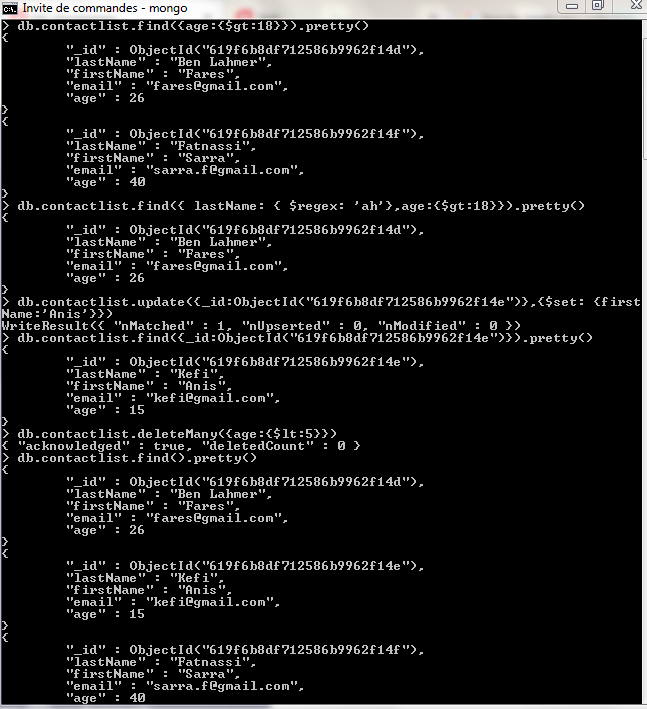 Invite de commandes - mongo
> db.contactlist.find({age:{$gt:18}}).pretty()
{
"_id" : ObjectId("619f6b8df712586b9962f14d"),
"lastName" : "Ben Lahmer",
"firstName" : "Fares",
"email" : "fares@gmail.com",
"age" : 26
}
{
"_id" : ObjectId("619f6b8df712586b9962f14f"),
"lastName" : "Fatnassi",
"firstName" : "Sarra",
"email" : "sarra.f@gmail.com",
"age" : 40
}
> db.contactlist.find({ lastName: { $regex: 'ah'},age:{$gt:18}}).pretty()
{
"_id" : ObjectId("619f6b8df712586b9962f14d"),
"lastName" : "Ben Lahmer",
"firstName" : "Fares",
"email" : "fares@gmail.com",
"age" : 26
}
> db.contactlist.update({_id:ObjectId("619f6b8df712586b9962f14e")},{$set: {first
Name:'Anis'}})
WriteResult({ "nMatched" : 1, "nUpserted" : 0, "nModified" : 0 })
> db.contactlist.find({_id:ObjectId("619f6b8df712586b9962f14e")}).pretty()
{
"_id" : ObjectId("619f6b8df712586b9962f14e"),
"lastName" : "Kefi",
"firstName" : "Anis",
"email" : "kefi@gmail.com",
"age" : 15
}
> db.contactlist.deleteMany({age:{$lt:5}})
{ "acknowledged" : true, "deletedCount" : 0 }
> db.contactlist.find().pretty()
{
"_id" : ObjectId("619f6b8df712586b9962f14d"),
"lastName" : "Ben Lahmer",
"firstName" : "Fares",
"email" : "fares@gmail.com",
"age" : 26
}
{
"_id" : ObjectId("619f6b8df712586b9962f14e"),
"lastName" : "Kefi",
"firstName" : "Anis",
"email" : "kefi@gmail.com",
"age" : 15
}
{
"_id" : ObjectId("619f6b8df712586b9962f14f"),
"lastName" : "Fatnassi",
"firstName" : "Sarra",
"email" : "sarra.f@gmail.com",
"age" : 40